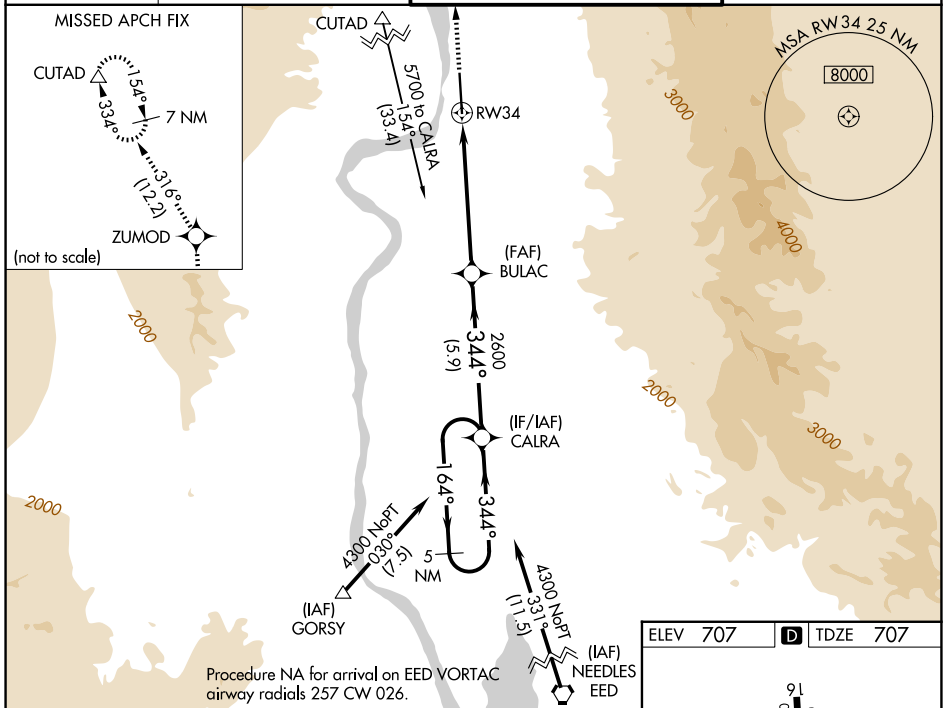 MISSED APCH FIX
CUTAD
154°
334°
7 NM
316°
(12.2)
ZUMOD
(not to scale)
CUTAD
5700 to CALRA
154°
(33.4)
RW34
MSA RW34 25 NM
8000
3000
4000
(FAF)
BULAC
2600
344°
(5.9)
2000
(IF/IAF)
CALRA
2000
3000
164°
344°
2000
4300 NoPT
030°
(7.5)
5
NM
4300 NoPT
331°
(11.5)
(IAF)
GORSY
(IAF)
NEEDLES
EED
Procedure NA for arrival on EED VORTAC
airway radials 257 CW 026.
ELEV 707
D
TDZE 707
16